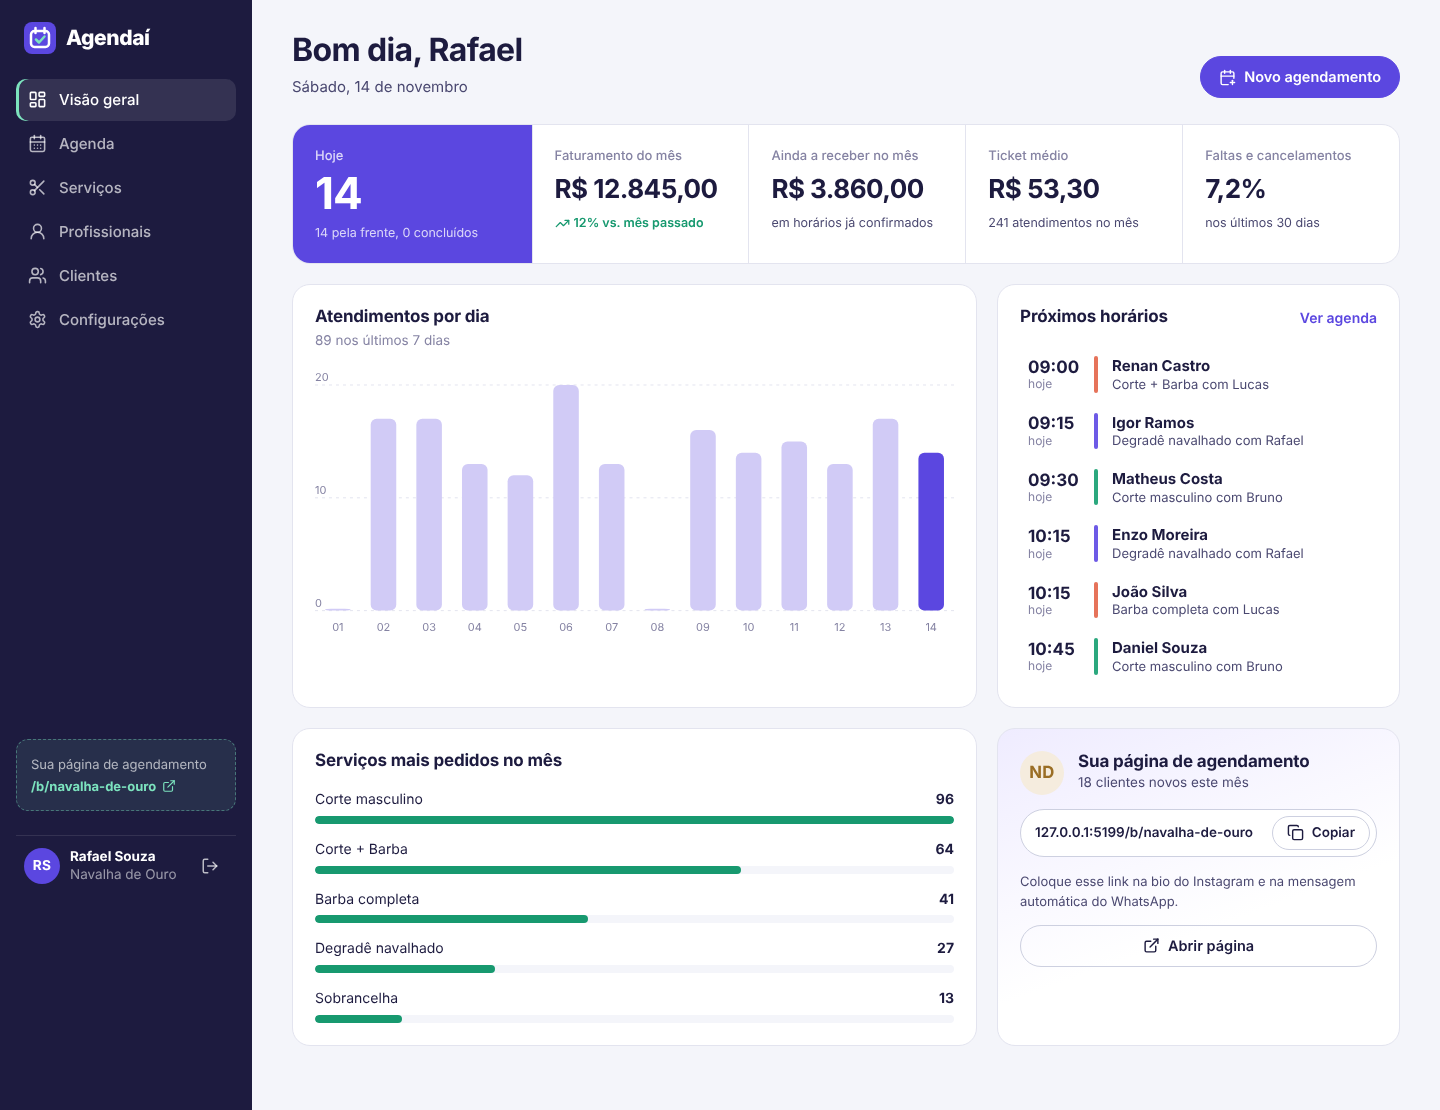 Agendaí
Visão geral
Agenda
Serviços
Profissionais
Clientes
Configurações
Sua página de agendamento
/b/navalha-de-ouro
RS
Rafael Souza
Navalha de Ouro
Bom dia, Rafael
Sábado, 14 de novembro
Novo agendamento
Hoje
14
14 pela frente, 0 concluídos
Faturamento do mês
R$ 12.845,00
12% vs. mês passado
Ainda a receber no mês
R$ 3.860,00
em horários já confirmados
Ticket médio
R$ 53,30
241 atendimentos no mês
Faltas e cancelamentos
7,2%
nos últimos 30 dias
Atendimentos por dia
89 nos últimos 7 dias
20
10
0
01 02 03 04 05 06 07 08 09 10 11 12 13 14
Próximos horários
Ver agenda
09:00 Renan Castro
hoje Corte + Barba com Lucas
09:15 Igor Ramos
hoje Degradê navalhado com Rafael
09:30 Matheus Costa
hoje Corte masculino com Bruno
10:15 Enzo Moreira
hoje Degradê navalhado com Rafael
10:15 João Silva
hoje Barba completa com Lucas
10:45 Daniel Souza
hoje Corte masculino com Bruno
Serviços mais pedidos no mês
Corte masculino 96
Corte + Barba 64
Barba completa 41
Degradê navalhado 27
Sobrancelha 13
ND
Sua página de agendamento
18 clientes novos este mês
127.0.0.1:5199/b/navalha-de-ouro
Copiar
Coloque esse link na bio do Instagram e na mensagem
automática do WhatsApp.
Abrir página